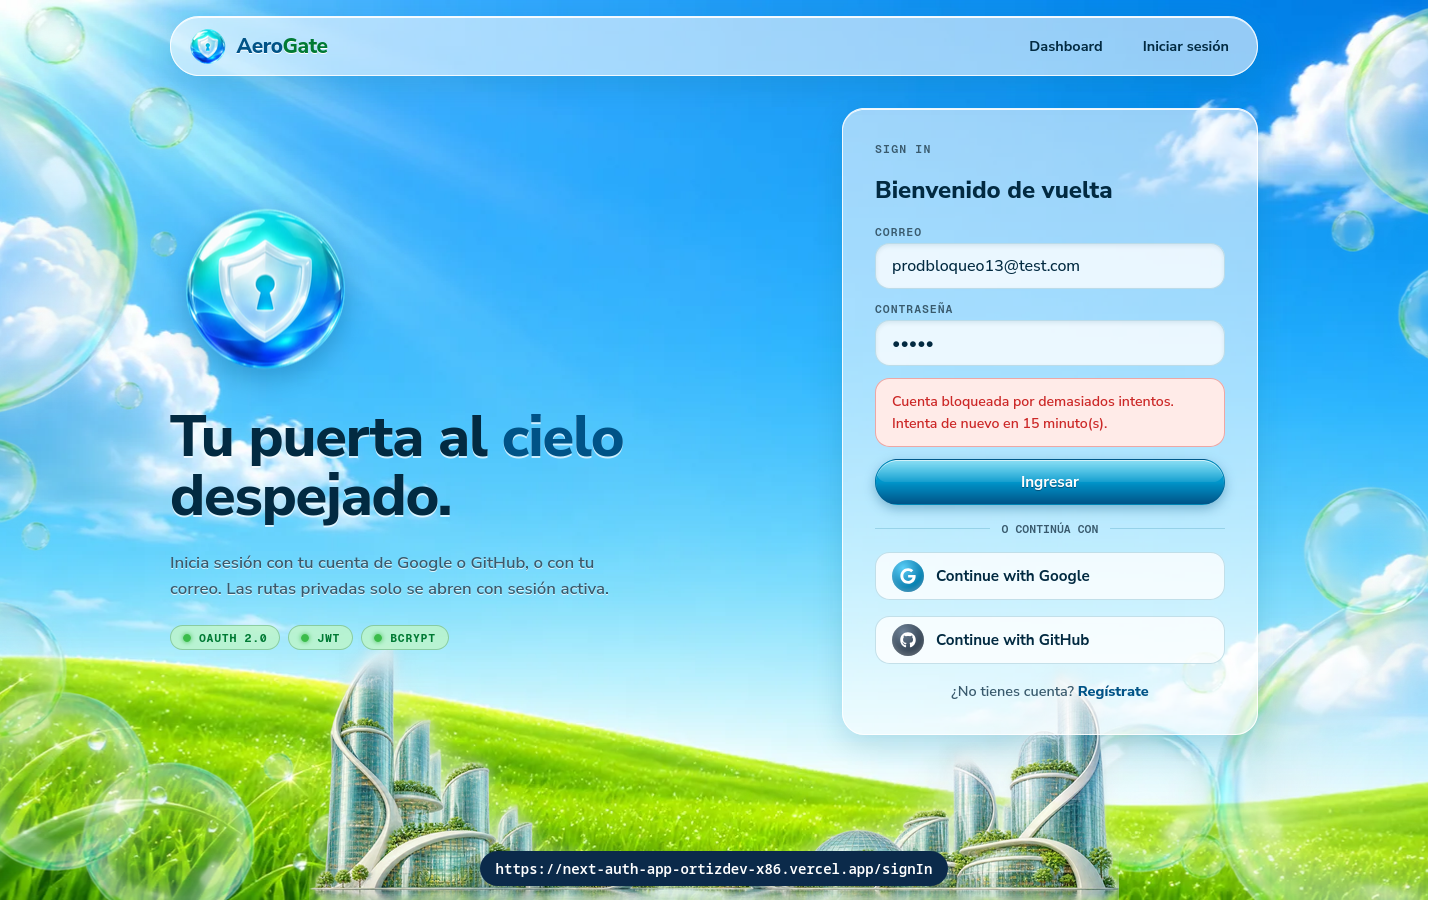 AeroGate
Dashboard
Iniciar sesión
Tu puerta al cielo
despejado.
Inicia sesión con tu cuenta de Google o GitHub, o con tu
correo. Las rutas privadas solo se abren con sesión activa.
OAUTH 2.0
JWT
BCRYPT
SIGN IN
Bienvenido de vuelta
CORREO
prodbloqueo13@test.com
CONTRASEÑA
•••••
Cuenta bloqueada por demasiados intentos.
Intenta de nuevo en 15 minuto(s).
Ingresar
O CONTINÚA CON
G
Continue with Google
Continue with GitHub
¿No tienes cuenta? Regístrate
https://next-auth-app-ortizdev-x86.vercel.app/signIn